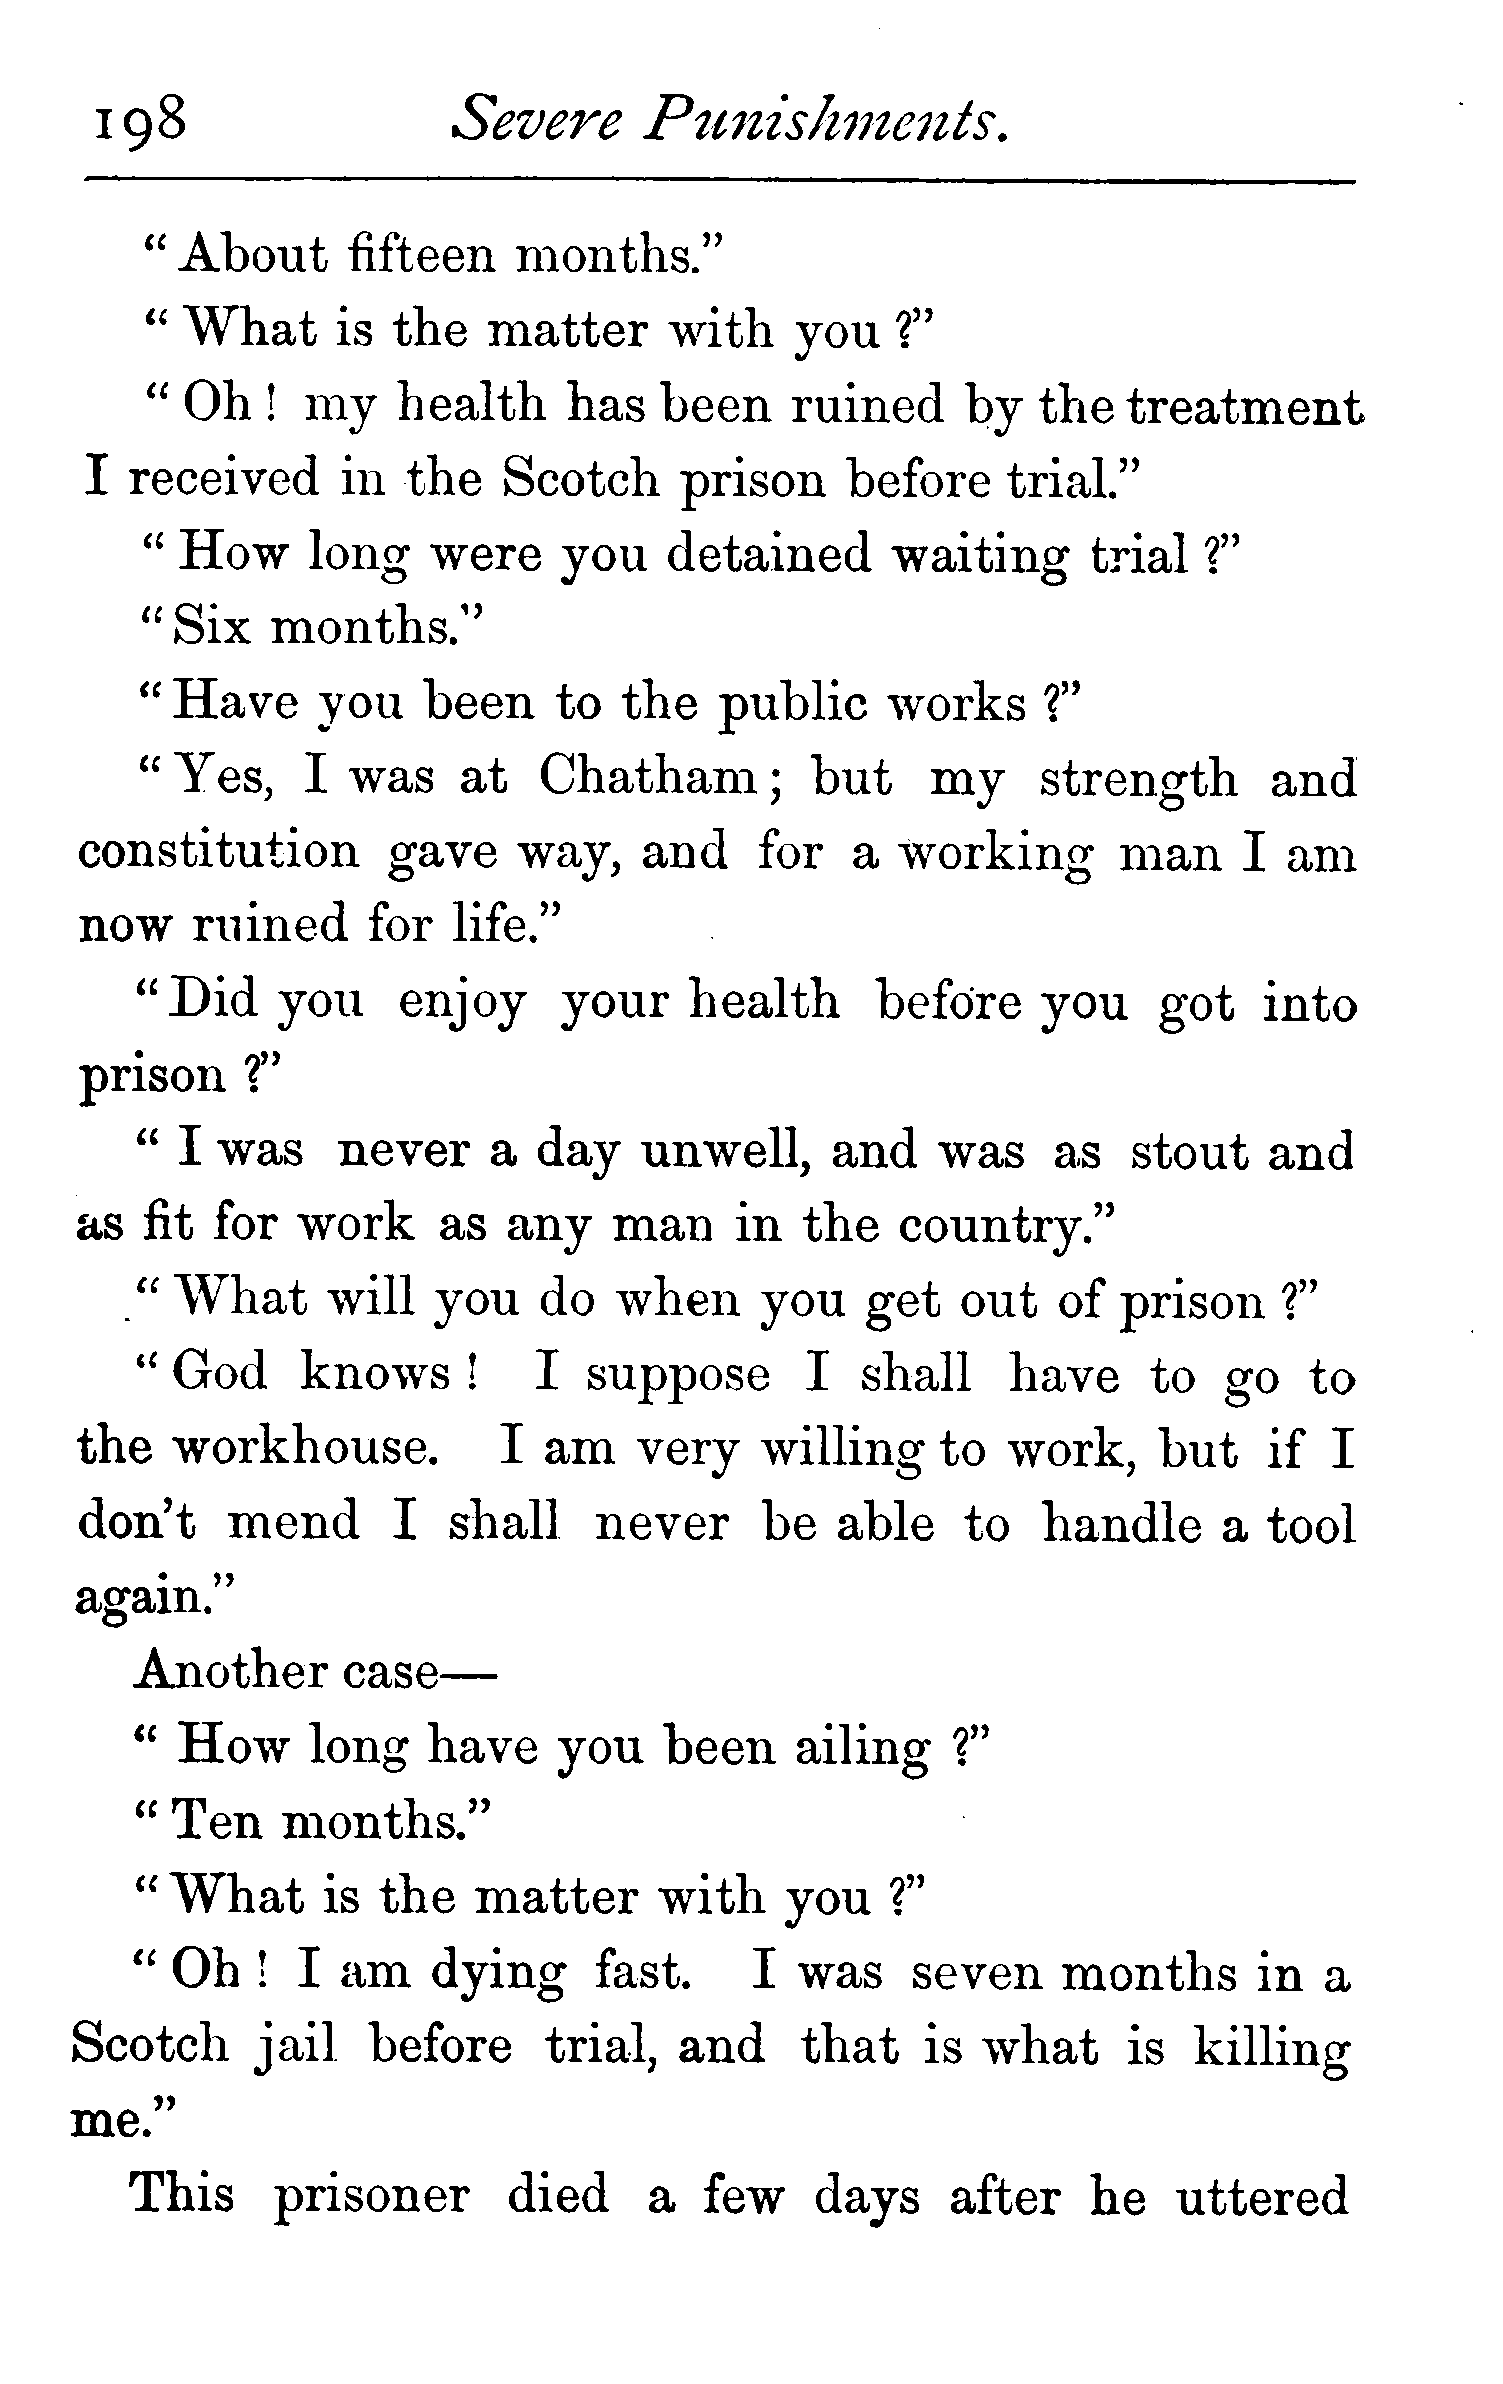 198 Severe Punishments.
“ About fifteen months.”
“ What is the matter with you ?”
“ Oh ! my health has been ruined by the treatment
I received in the Scotch prison before trial.”
“ How long were you detained waiting trial ?”
“ Six months.”
“ Have you been to the public works ?”
“ Yes, I was at Chatham ; but my strength and
constitution gave way, and for a working man I am
now ruined for life.”
“ Did you enjoy your health before you got into
prison ?”
“ I was never a day unwell, and was as stout and
as fit for work as any man in the country.”
“ What will you do when you get out of prison ?”
“ God knows ! I suppose I shall have to go to
the workhouse. I am very willing to work, but if I
don't mend I shall never be able to handle a tool
again.”
Another case—
“ How long have you been ailing ?”
“ Ten months.”
“ What is the matter with you ?”
“ Oh ! I am dying fast. I was seven months in a
Scotch jail before trial, and that is what is killing
me.”
This prisoner died a few days after he uttered